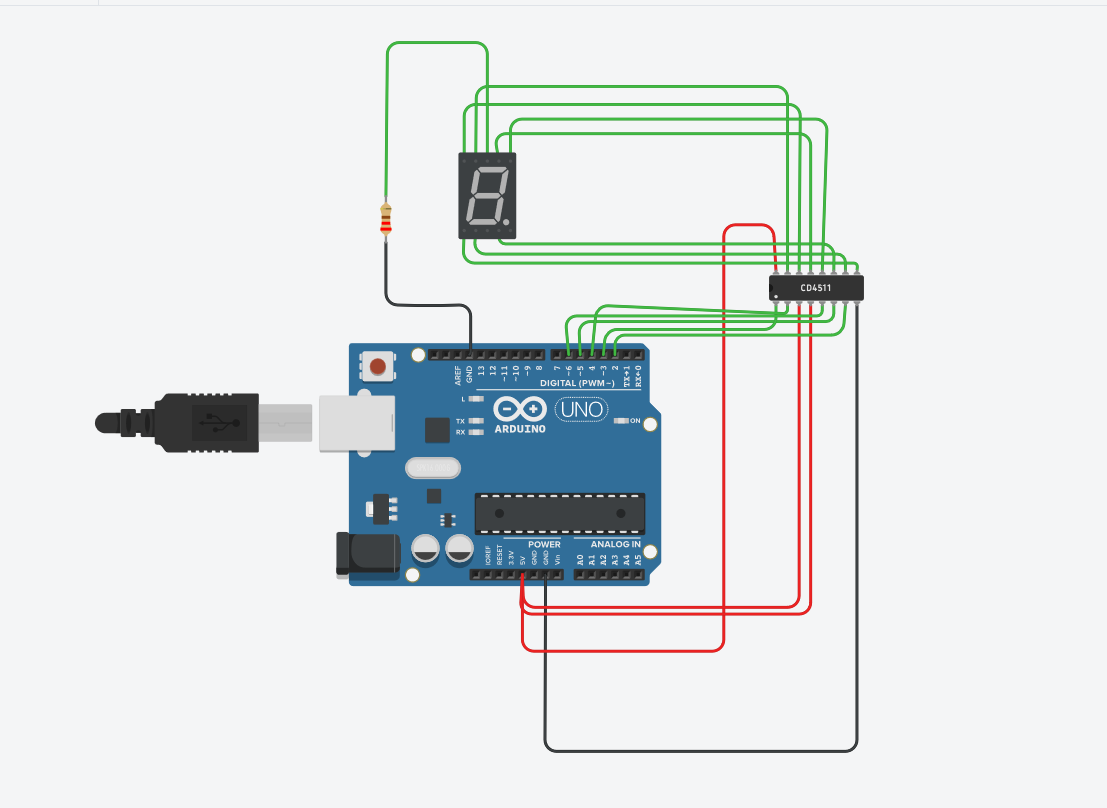 CD4511
AREF
GND
13
12
~11
~10
~9
8
7
~6
~5
4
~3
2
TX→1
RX←0
DIGITAL (PWM~)
L
TX
RX
ARDUINO
UNO
ON
POWER
ANALOG IN
IOREF
RESET
3.3V
5V
GND
GND
Vin
A0
A1
A2
A3
A4
A5